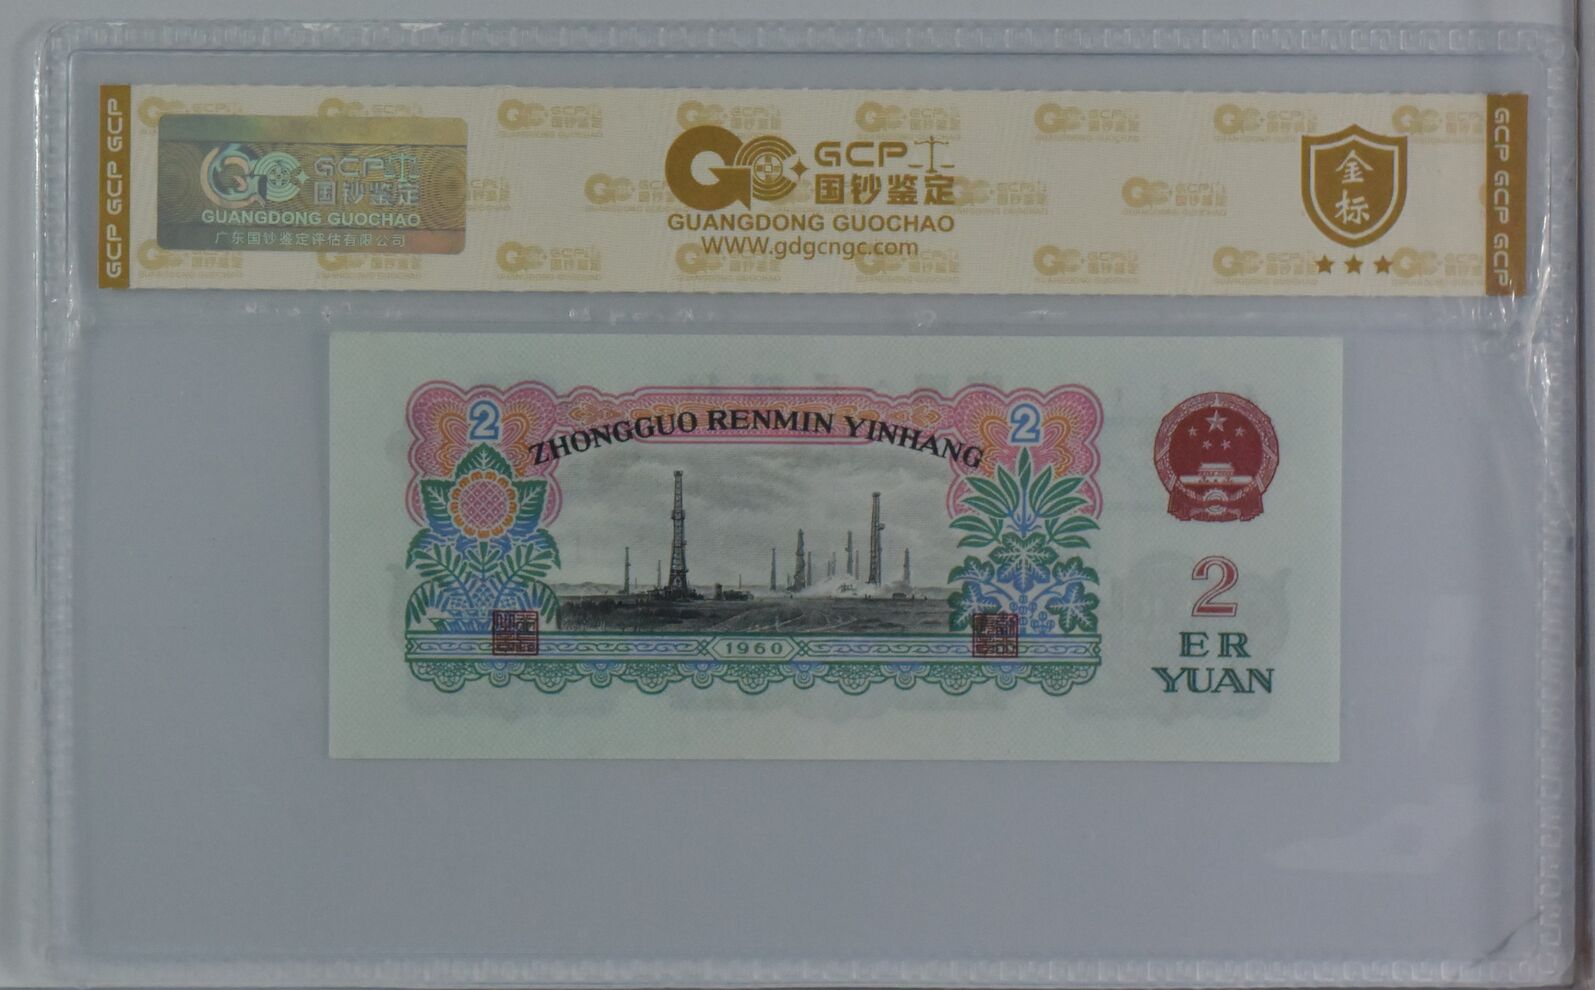 GCP GCP GCP
GCP
国钞鉴定
GUANGDONG GUOCHAO
广东国钞鉴定评估有限公司
GCP
国钞鉴定
GUANGDONG GUOCHAO
WWW.gdgcngc.com
金标
GCP GCP GCP
ZHONGGUO RENMIN YINHANG
2
2
1960
2
ER
YUAN